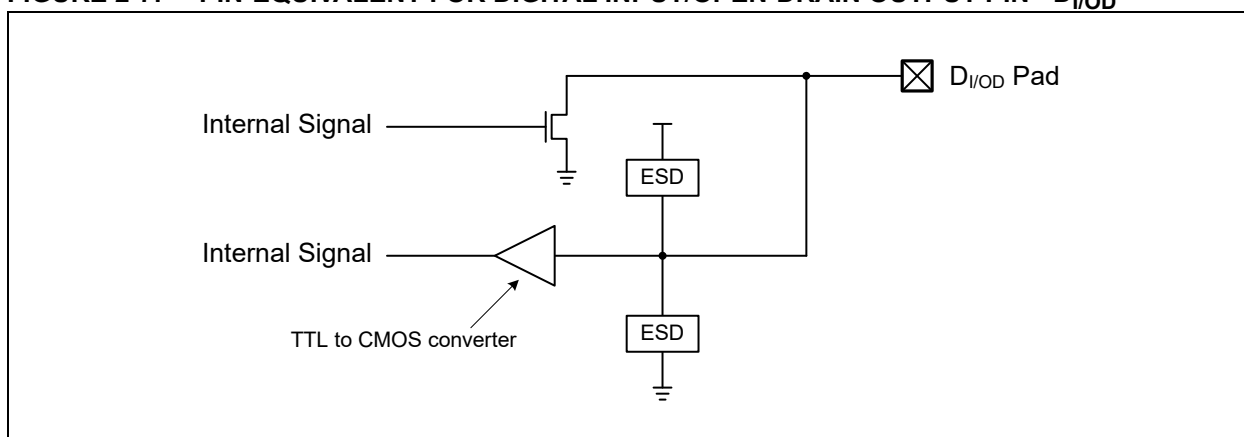 D_I/OD Pad
Internal Signal
ESD
Internal Signal
ESD
TTL to CMOS converter